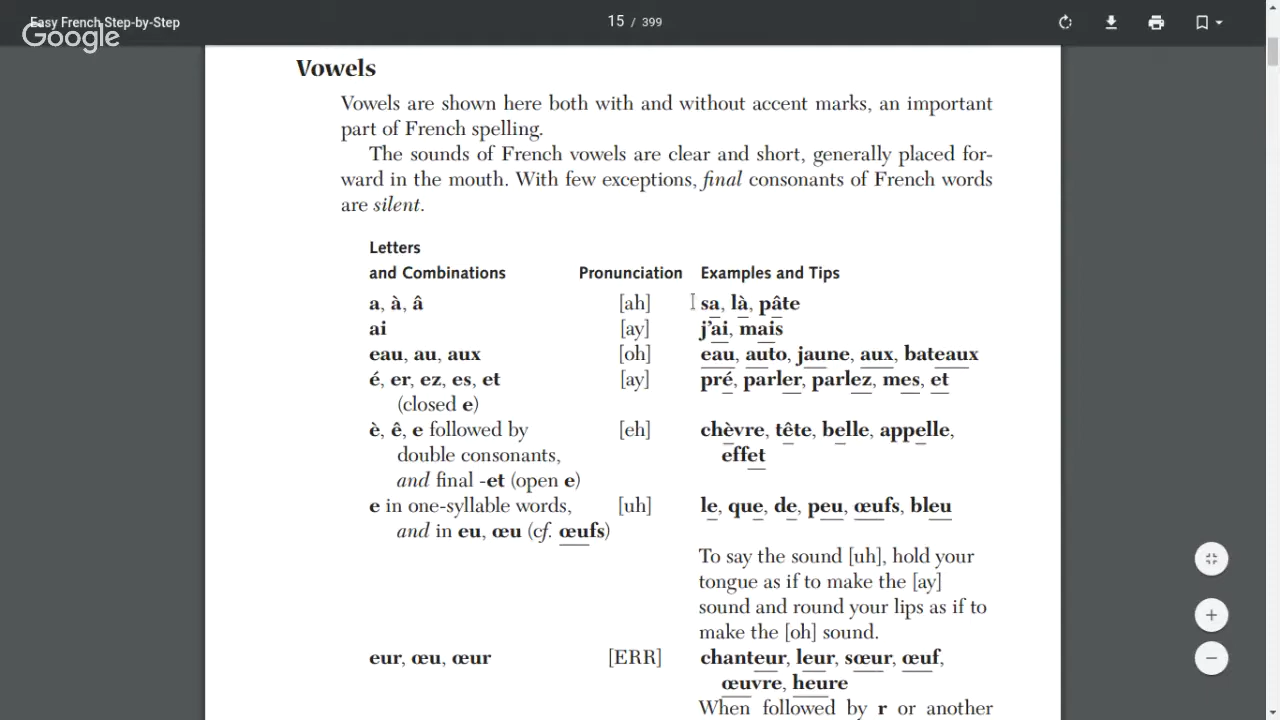 Easy French Step-by-Step
15 / 399
Google
Vowels
Vowels are shown here both with and without accent marks, an important
part of French spelling.
The sounds of French vowels are clear and short, generally placed for-
ward in the mouth. With few exceptions, final consonants of French words
are silent.
Letters
and Combinations Pronunciation Examples and Tips
a, à, â [ah] sa, là, pâte
ai [ay] j’ai, mais
eau, au, aux [oh] eau, auto, jaune, aux, bateaux
é, er, ez, es, et [ay] pré, parler, parlez, mes, et
(closed e)
è, ê, e followed by [eh] chèvre, tête, belle, appelle,
double consonants, effet
and final -et (open e)
e in one-syllable words, [uh] le, que, de, peu, œufs, bleu
and in eu, œu (cf. œufs)
To say the sound [uh], hold your
tongue as if to make the [ay]
sound and round your lips as if to
make the [oh] sound.
eur, œu, œur [ERR] chanteur, leur, sœur, œuf,
œuvre, heure
When followed by r or another